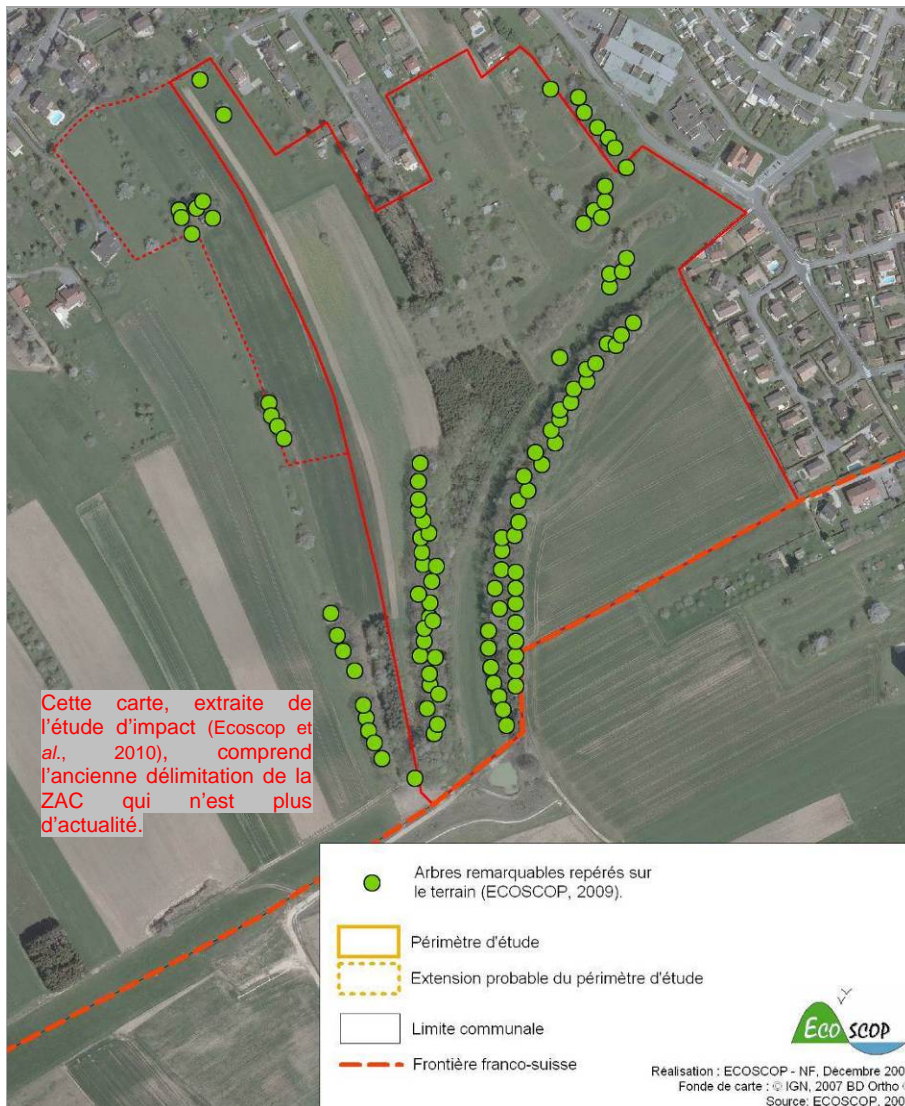 Cette carte, extraite de
l'étude d'impact (Ecoscop et
al., 2010), comprend
l'ancienne délimitation de la
ZAC qui n'est plus
d'actualité.
Arbres remarquables repérés sur
le terrain (ECOSCOP, 2009).
Périmètre d'étude
Extension probable du périmètre d'étude
Limite communale
Frontière franco-suisse
ECO SCOP
Réalisation : ECOSCOP - NF, Décembre 200
Fonde de carte : © IGN, 2007 BD Ortho ©
Source: ECOSCOP, 200